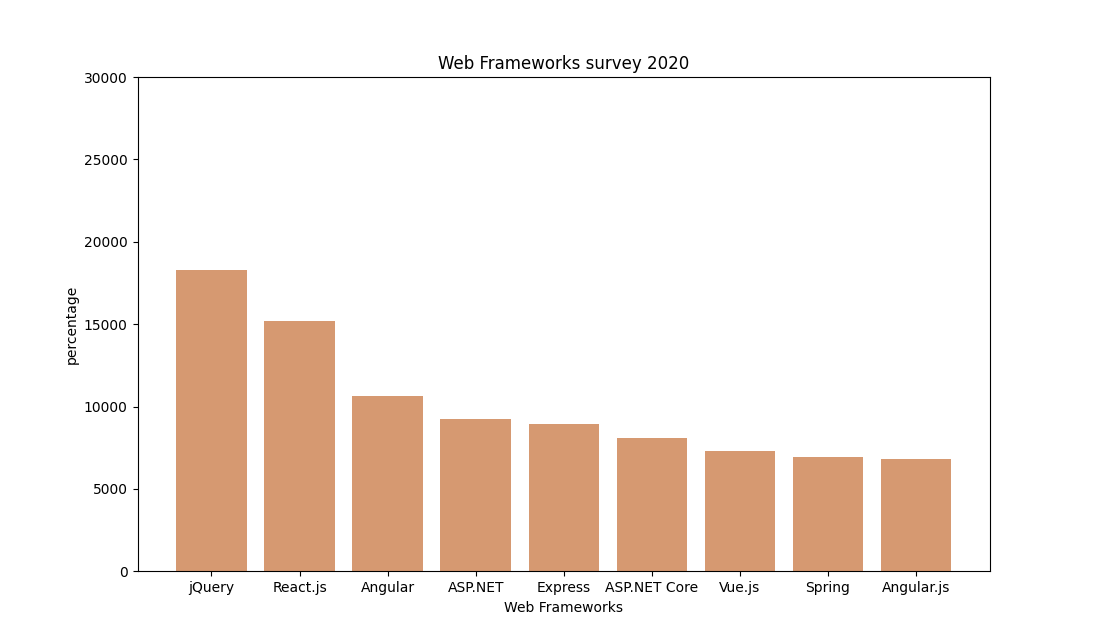 Web Frameworks survey 2020
30000
25000
20000
15000
10000
5000
0
percentage
jQuery React.js Angular ASP.NET Express ASP.NET Core Vue.js Spring Angular.js
Web Frameworks